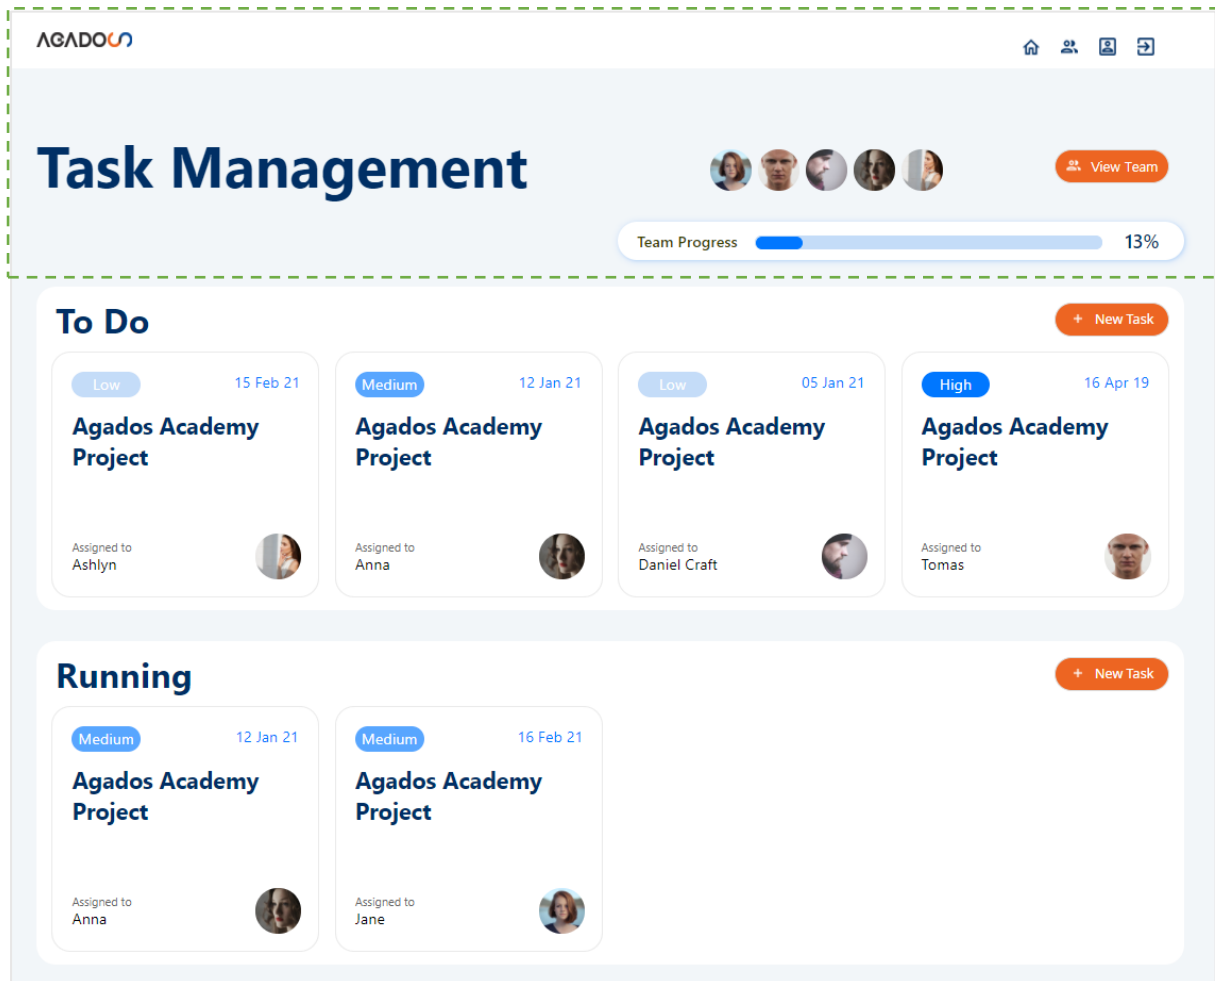 AGADOS
Task Management
View Team
Team Progress
13%
To Do
+ New Task
Low
15 Feb 21
Agados Academy
Project
Assigned to
Ashlyn
Medium
12 Jan 21
Agados Academy
Project
Assigned to
Anna
Low
05 Jan 21
Agados Academy
Project
Assigned to
Daniel Craft
High
16 Apr 19
Agados Academy
Project
Assigned to
Tomas
Running
+ New Task
Medium
12 Jan 21
Agados Academy
Project
Assigned to
Anna
Medium
16 Feb 21
Agados Academy
Project
Assigned to
Jane